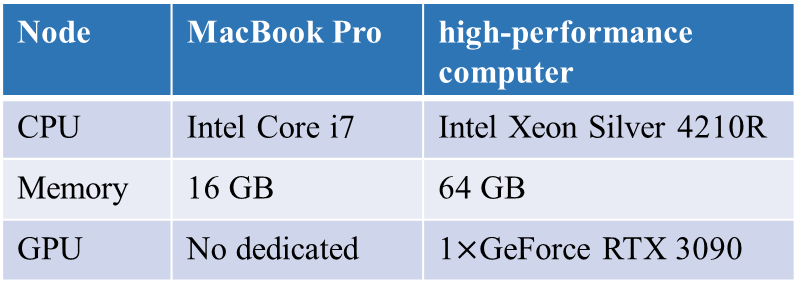 Node MacBook Pro high-performance
computer
CPU Intel Core i7 Intel Xeon Silver 4210R
Memory 16 GB 64 GB
GPU No dedicated 1×GeForce RTX 3090